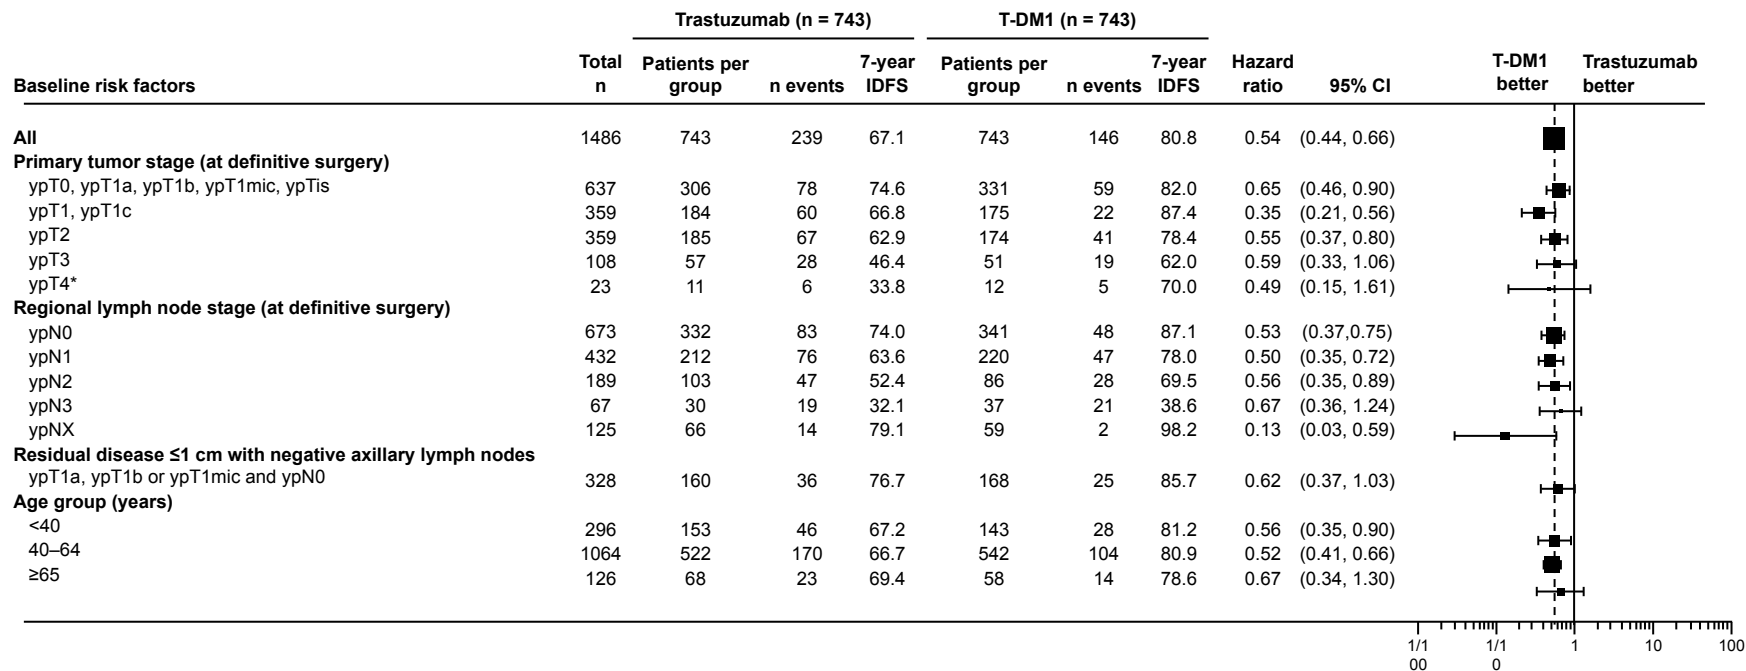 Trastuzumab (n = 743) T-DM1 (n = 743)
Total Patients per 7-year Patients per 7-year Hazard T-DM1 Trastuzumab
Baseline risk factors n group n events IDFS group n events IDFS ratio 95% CI better better
All 1486 743 239 67.1 743 146 80.8 0.54 (0.44, 0.66)
Primary tumor stage (at definitive surgery)
ypT0, ypT1a, ypT1b, ypT1mic, ypTis 637 306 78 74.6 331 59 82.0 0.65 (0.46, 0.90)
ypT1, ypT1c 359 184 60 66.8 175 22 87.4 0.35 (0.21, 0.56)
ypT2 359 185 67 62.9 174 41 78.4 0.55 (0.37, 0.80)
ypT3 108 57 28 46.4 51 19 62.0 0.59 (0.33, 1.06)
ypT4* 23 11 6 33.8 12 5 70.0 0.49 (0.15, 1.61)
Regional lymph node stage (at definitive surgery)
ypN0 673 332 83 74.0 341 48 87.1 0.53 (0.37,0.75)
ypN1 432 212 76 63.6 220 47 78.0 0.50 (0.35, 0.72)
ypN2 189 103 47 52.4 86 28 69.5 0.56 (0.35, 0.89)
ypN3 67 30 19 32.1 37 21 38.6 0.67 (0.36, 1.24)
ypNX 125 66 14 79.1 59 2 98.2 0.13 (0.03, 0.59)
Residual disease ≤1 cm with negative axillary lymph nodes
ypT1a, ypT1b or ypT1mic and ypN0 328 160 36 76.7 168 25 85.7 0.62 (0.37, 1.03)
Age group (years)
<40 296 153 46 67.2 143 28 81.2 0.56 (0.35, 0.90)
40–64 1064 522 170 66.7 542 104 80.9 0.52 (0.41, 0.66)
≥65 126 68 23 69.4 58 14 78.6 0.67 (0.34, 1.30)
1/1 1/1 1 10 100
00 0